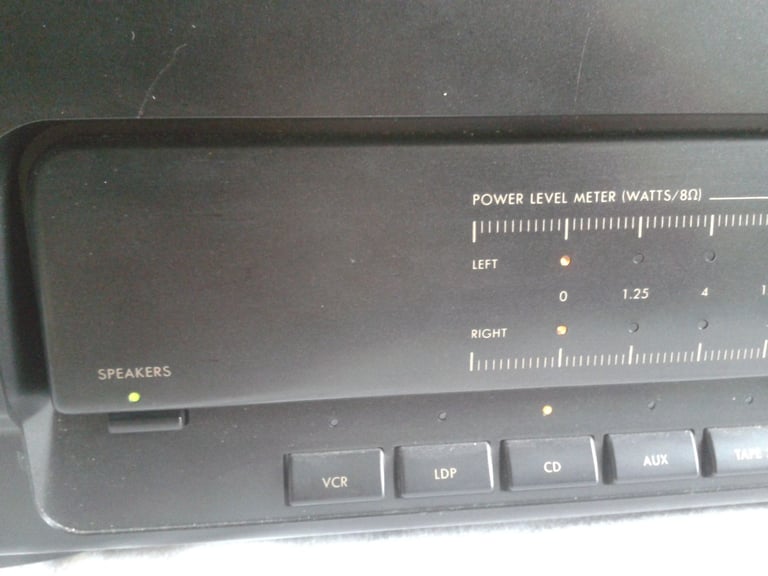 POWER LEVEL METER (WATTS/8Ω)
LEFT
0 1.25 4
RIGHT
SPEAKERS
VCR LDP CD AUX TAPE